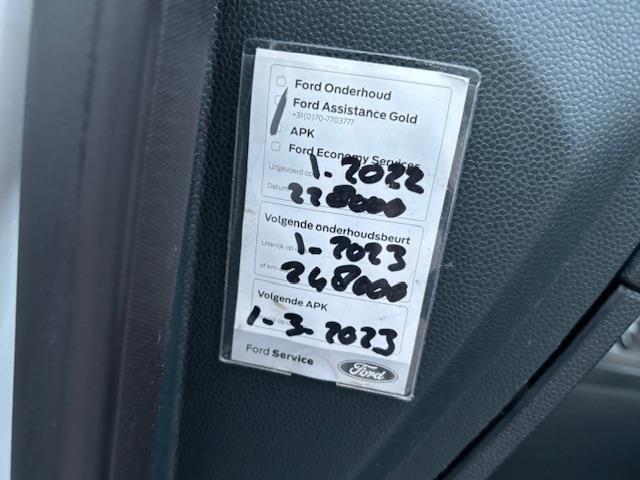 Ford Onderhoud
Ford Assistance Gold
+31(0)70-7703777
APK
Ford Economy Services
Uitgevoerd op
1-2022
Datum
228000
Volgende onderhoudsbeurt
Uiterlijk op
1-2023
of km-
248000
Volgende APK
op
1-3-2023
Ford Service
Ford